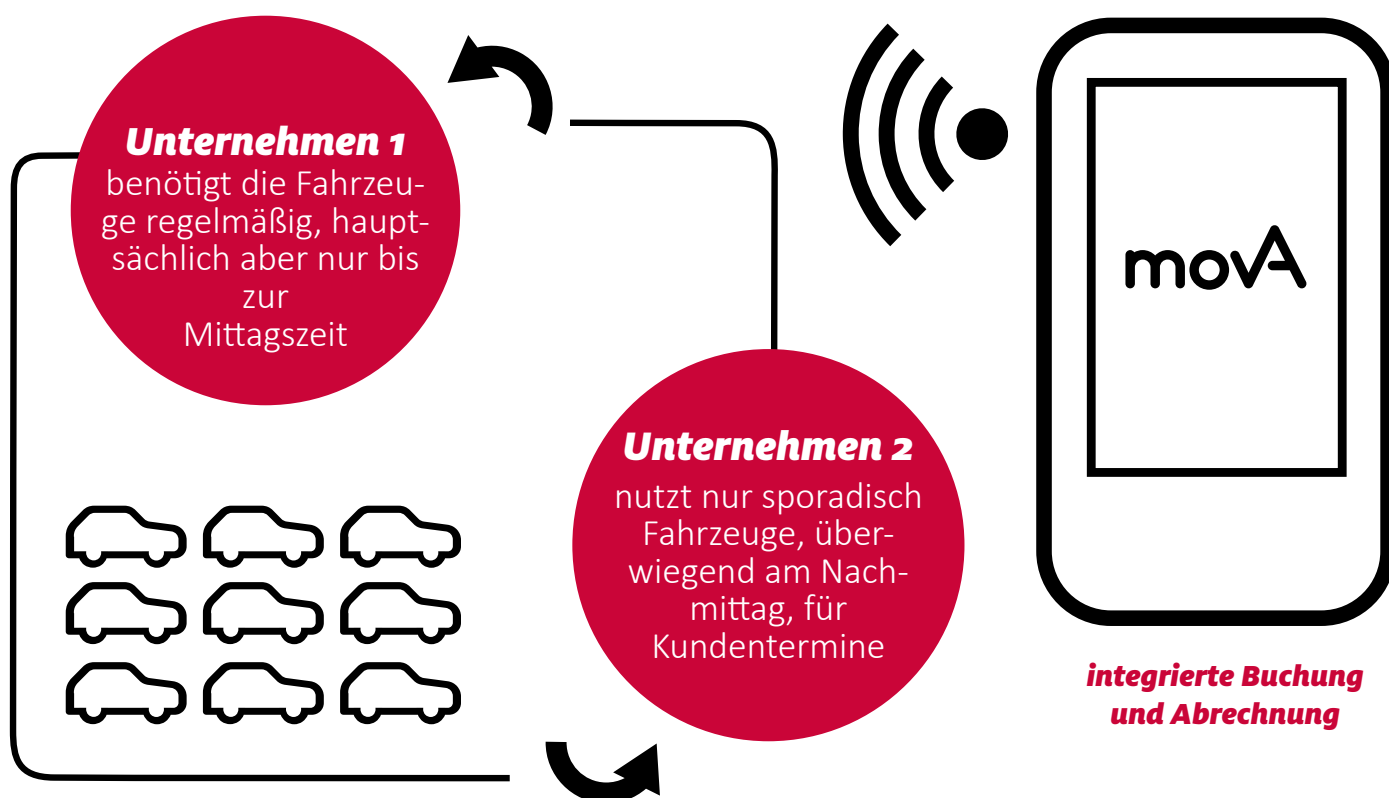 Unternehmen 1
benötigt die Fahrzeu-
ge regelmäßig, haupt-
sächlich aber nur bis
zur
Mittagszeit
Unternehmen 2
nutzt nur sporadisch
Fahrzeuge, über-
wiegend am Nach-
mittag, für
Kundentermine
movA
integrierte Buchung
und Abrechnung